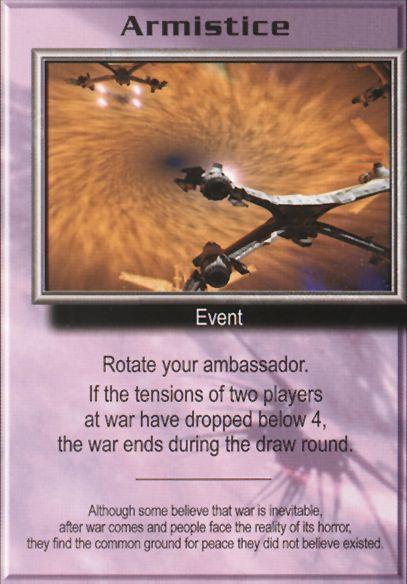 Armistice
Event
Rotate your ambassador.
If the tensions of two players
at war have dropped below 4,
the war ends during the draw round.
Although some believe that war is inevitable,
after war comes and people face the reality of its horror,
they find the common ground for peace they did not believe existed.